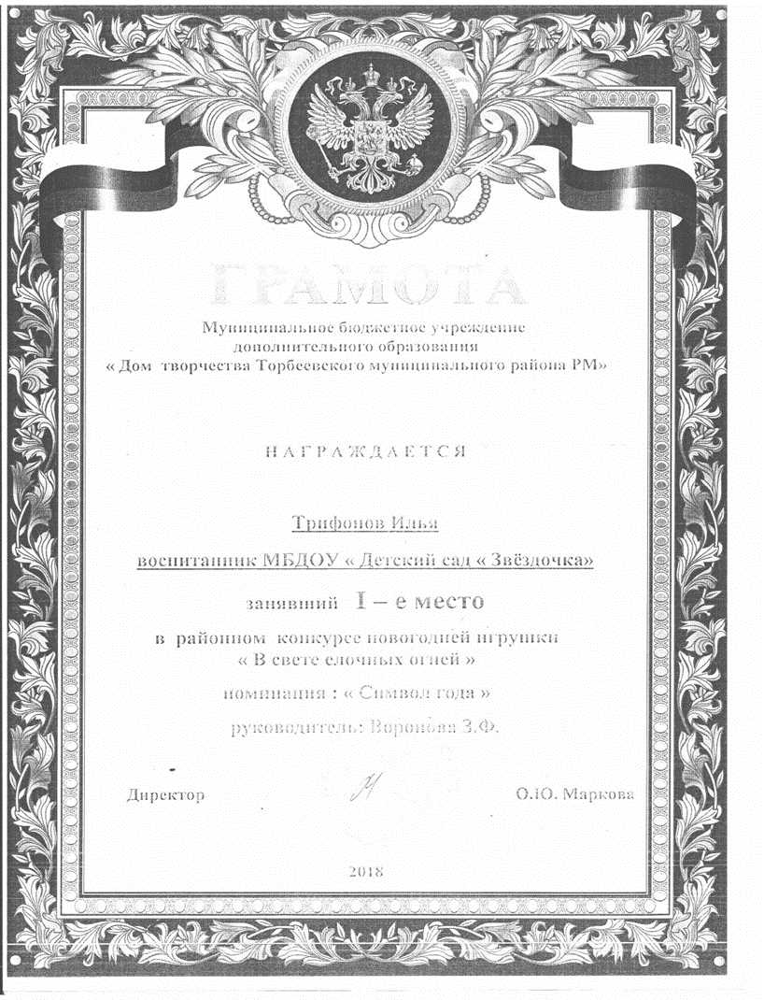 ГРАМОТА
Муниципальное бюджетное учреждение
дополнительного образования
« Дом творчества Торбеевского муниципального района РМ»
НАГРАЖДАЕТСЯ
Трифонов Илья
воспитанник МБДОУ « Детский сад « Звёздочка»
занявший I – е место
в районном конкурсе новогодней игрушки
« В свете елочных огней »
номинация : « Символ года »
руководитель: Воронова З.Ф.
Директор О.Ю. Маркова
2018